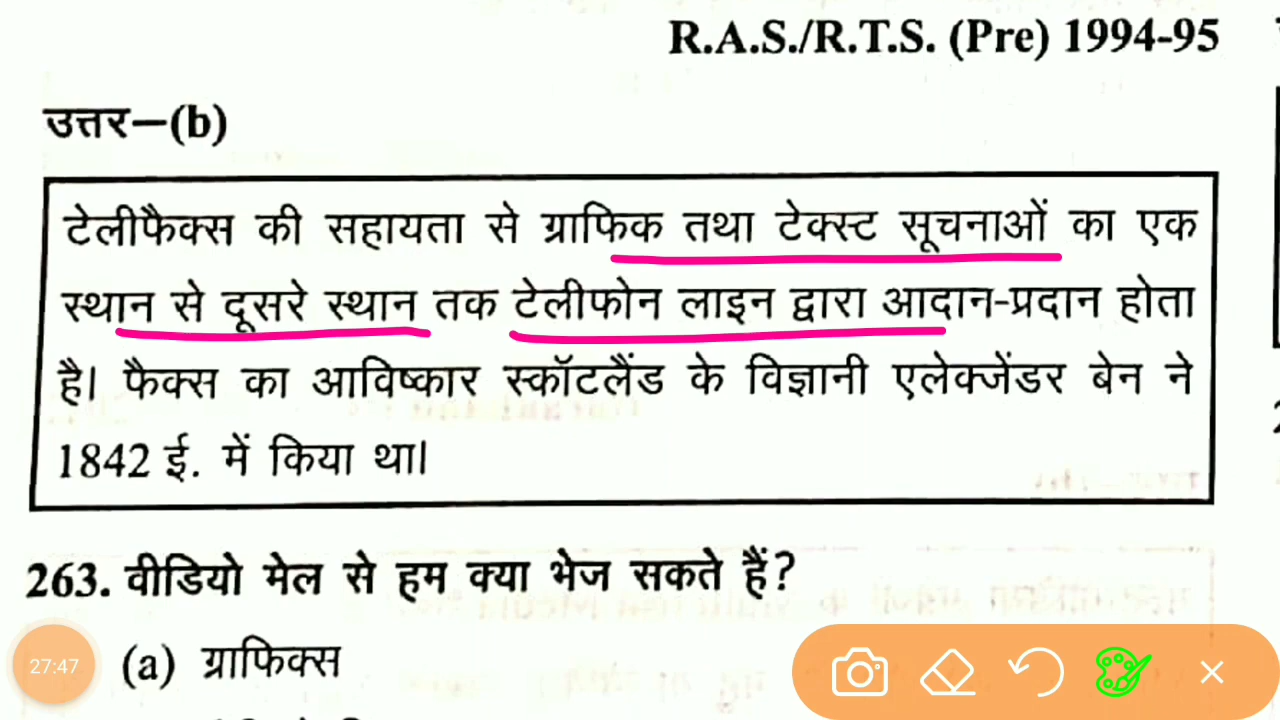 R.A.S./R.T.S. (Pre) 1994-95
उत्तर—(b)
टेलीफैक्स की सहायता से ग्राफिक तथा टेक्स्ट सूचनाओं का एक
स्थान से दूसरे स्थान तक टेलीफोन लाइन द्वारा आदान-प्रदान होता
है। फैक्स का आविष्कार स्कॉटलैंड के विज्ञानी एलेक्जेंडर बेन ने
1842 ई. में किया था।
263. वीडियो मेल से हम क्या भेज सकते हैं?
(a) ग्राफिक्स
27:47